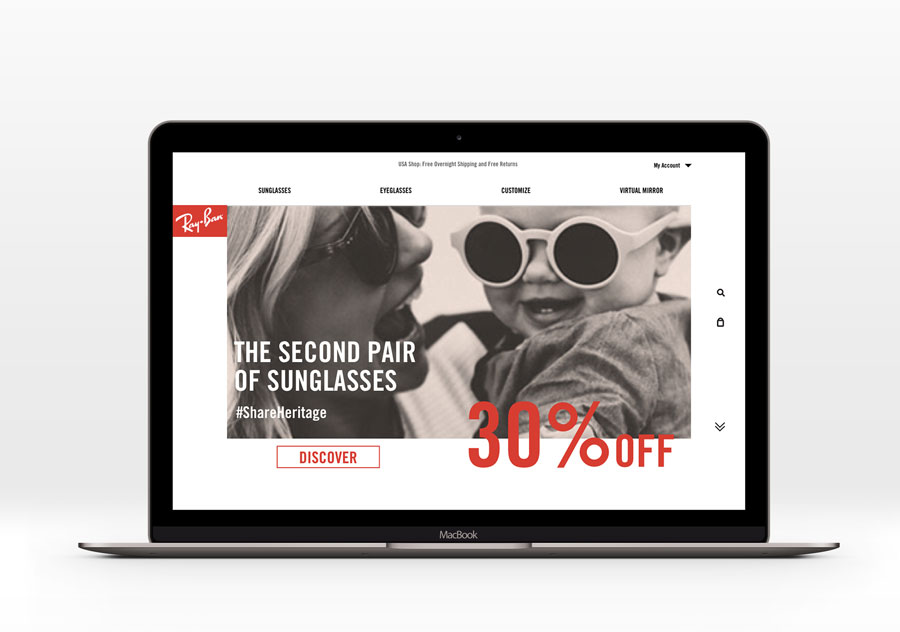 USA Shop: Free Overnight Shipping and Free Returns
My Account
SUNGLASSES
EYEGLASSES
CUSTOMIZE
VIRTUAL MIRROR
Ray-Ban
THE SECOND PAIR
OF SUNGLASSES
#ShareHeritage
30% OFF
DISCOVER
MacBook